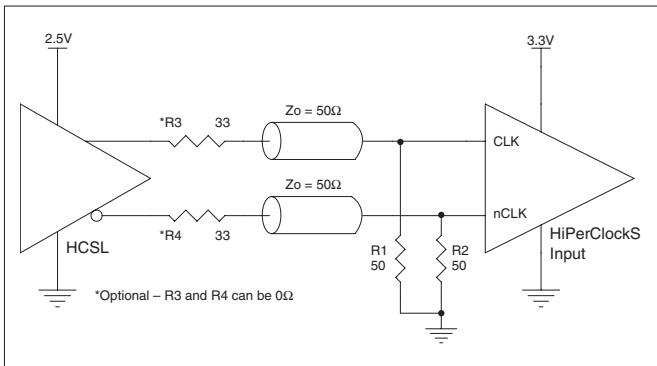 2.5V
3.3V
*R3 33
Zo = 50Ω
CLK
Zo = 50Ω
nCLK
*R4 33
HCSL
R1
50
R2
50
HiPerClockS
Input
*Optional – R3 and R4 can be 0Ω